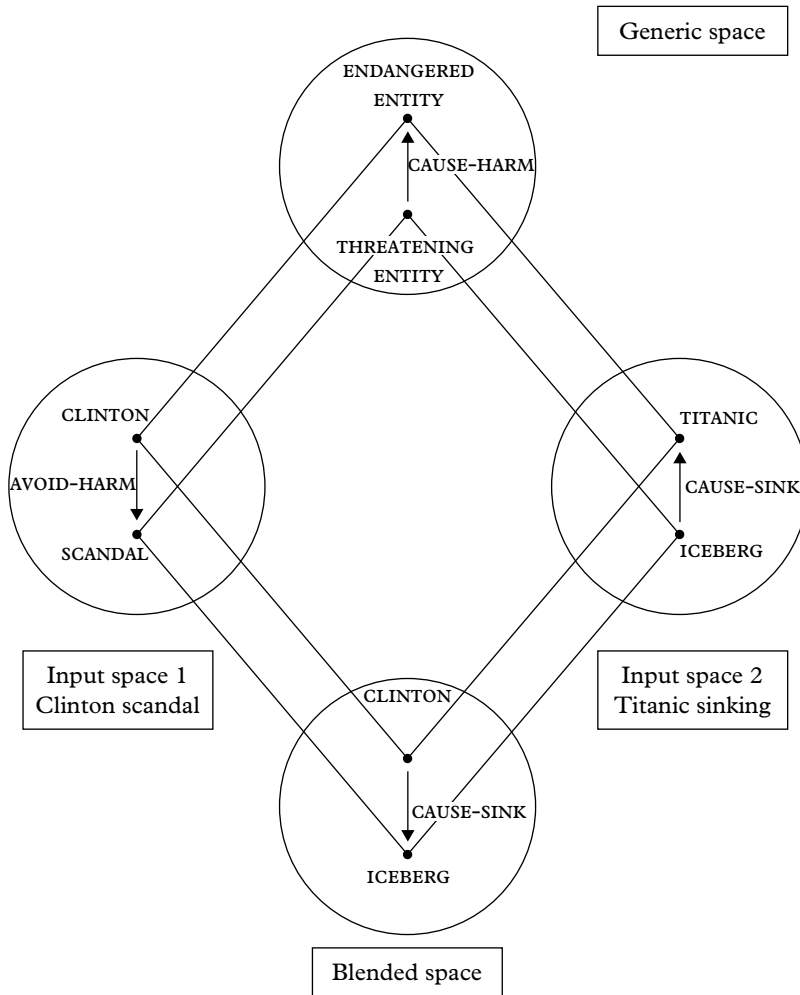 Generic space
ENDANGERED
ENTITY
CAUSE-HARM
THREATENING
ENTITY
CLINTON
AVOID-HARM
SCANDAL
TITANIC
CAUSE-SINK
ICEBERG
Input space 1
Clinton scandal
Input space 2
Titanic sinking
CLINTON
CAUSE-SINK
ICEBERG
Blended space